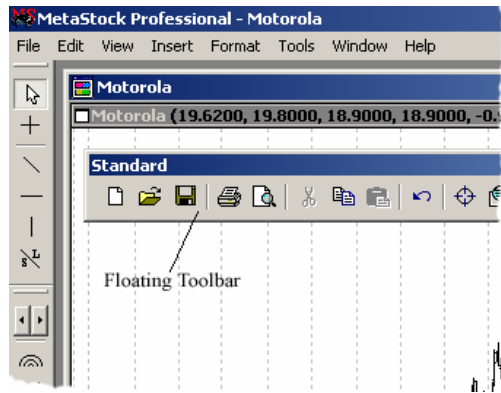 MetaStock Professional - Motorola
File Edit View Insert Format Tools Window Help
Motorola
Motorola (19.6200, 19.8000, 18.9000, 18.9000, -0.
Standard
Floating Toolbar
S L